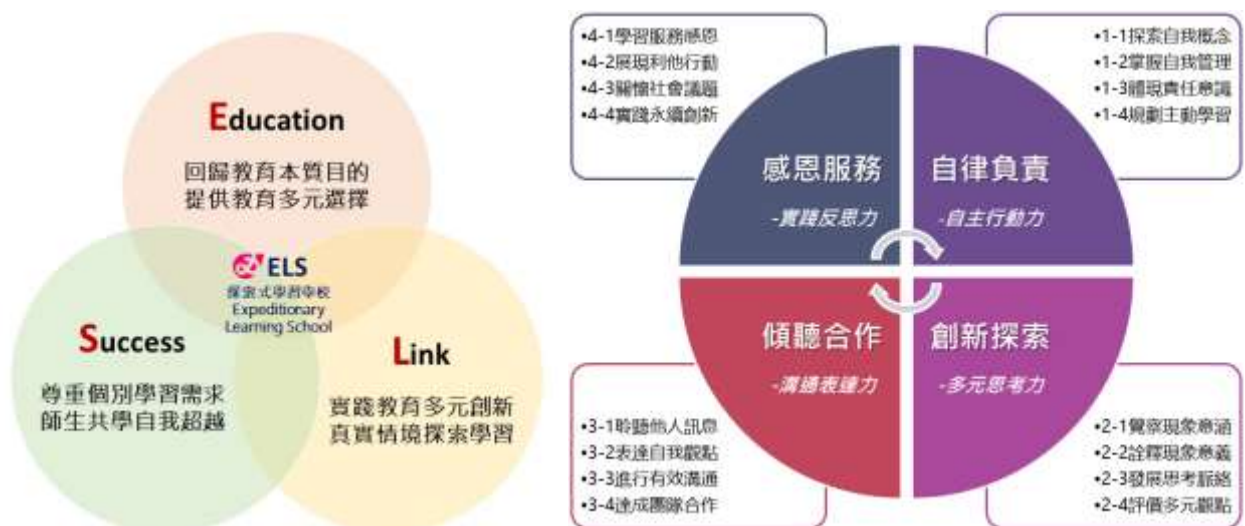 Education
回歸教育本質目的
提供教育多元選擇
ELS
探索式學習學校
Expeditionary
Learning School
Success
尊重個別學習需求
師生共學自我超越
Link
實踐教育多元創新
真實情境探索學習
•4-1學習服務感恩
•4-2展現利他行動
•4-3關懷社會議題
•4-4實踐永續創新
•1-1探索自我概念
•1-2掌握自我管理
•1-3體現責任意識
•1-4規劃主動學習
感恩服務
-實踐反思力
自律負責
-自主行動力
傾聽合作
-溝通表達力
創新探索
-多元思考力
•3-1聆聽他人訊息
•3-2表達自我觀點
•3-3進行有效溝通
•3-4達成團隊合作
•2-1覺察現象意涵
•2-2詮釋現象意義
•2-3發展思考脈絡
•2-4評價多元觀點